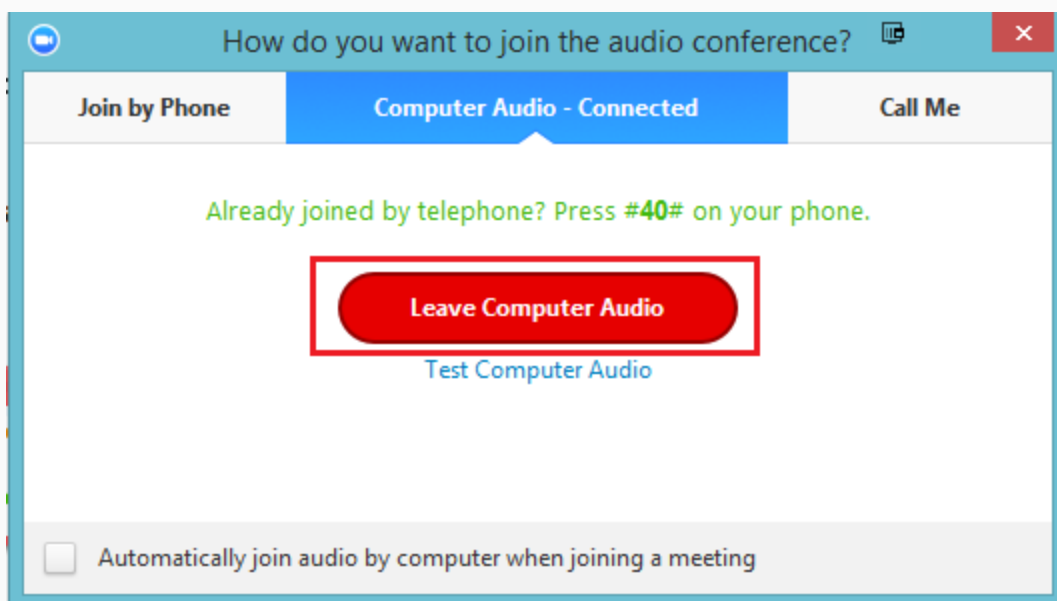 How do you want to join the audio conference?
Join by Phone
Computer Audio - Connected
Call Me
Already joined by telephone? Press #40# on your phone.
Leave Computer Audio
Test Computer Audio
Automatically join audio by computer when joining a meeting